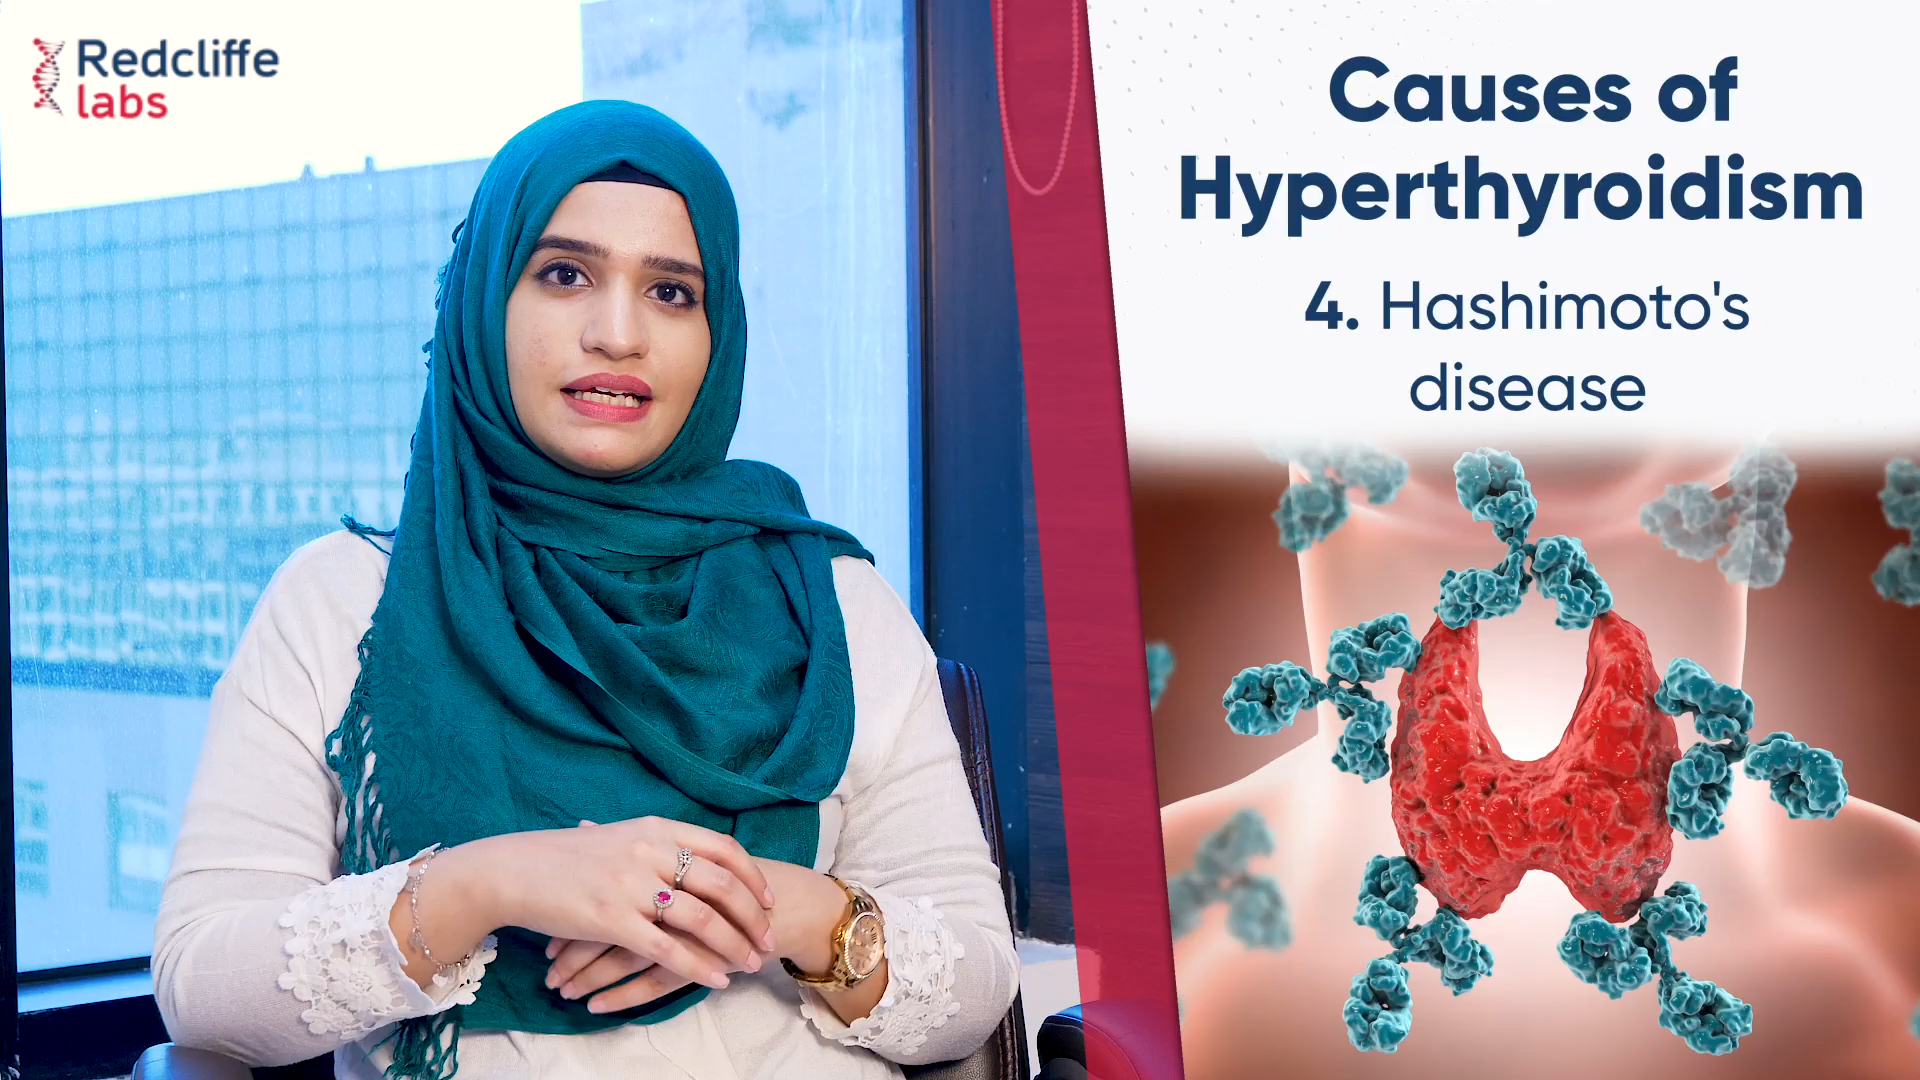 Redcliffe
labs
Causes of
Hyperthyroidism
4. Hashimoto's
disease